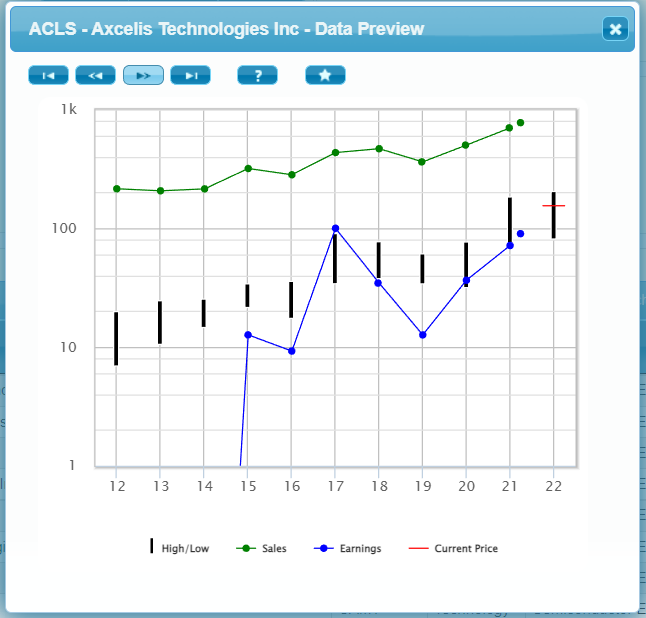 ACLS - Axcelis Technologies Inc - Data Preview
?
1k
100
10
1
12 13 14 15 16 17 18 19 20 21 22
High/Low Sales Earnings Current Price